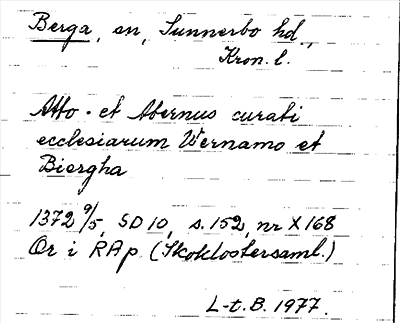 Berga, sn, Sunnerbo hd.,
Kron. l.
Atto · et Abernus curati
ecclesiarum Wernamo et
Biergha
1372 9/5, SD 10, s. 152, nr X 168
Or i RAp. (Skoklostersaml.)
L-t. B. 1977.